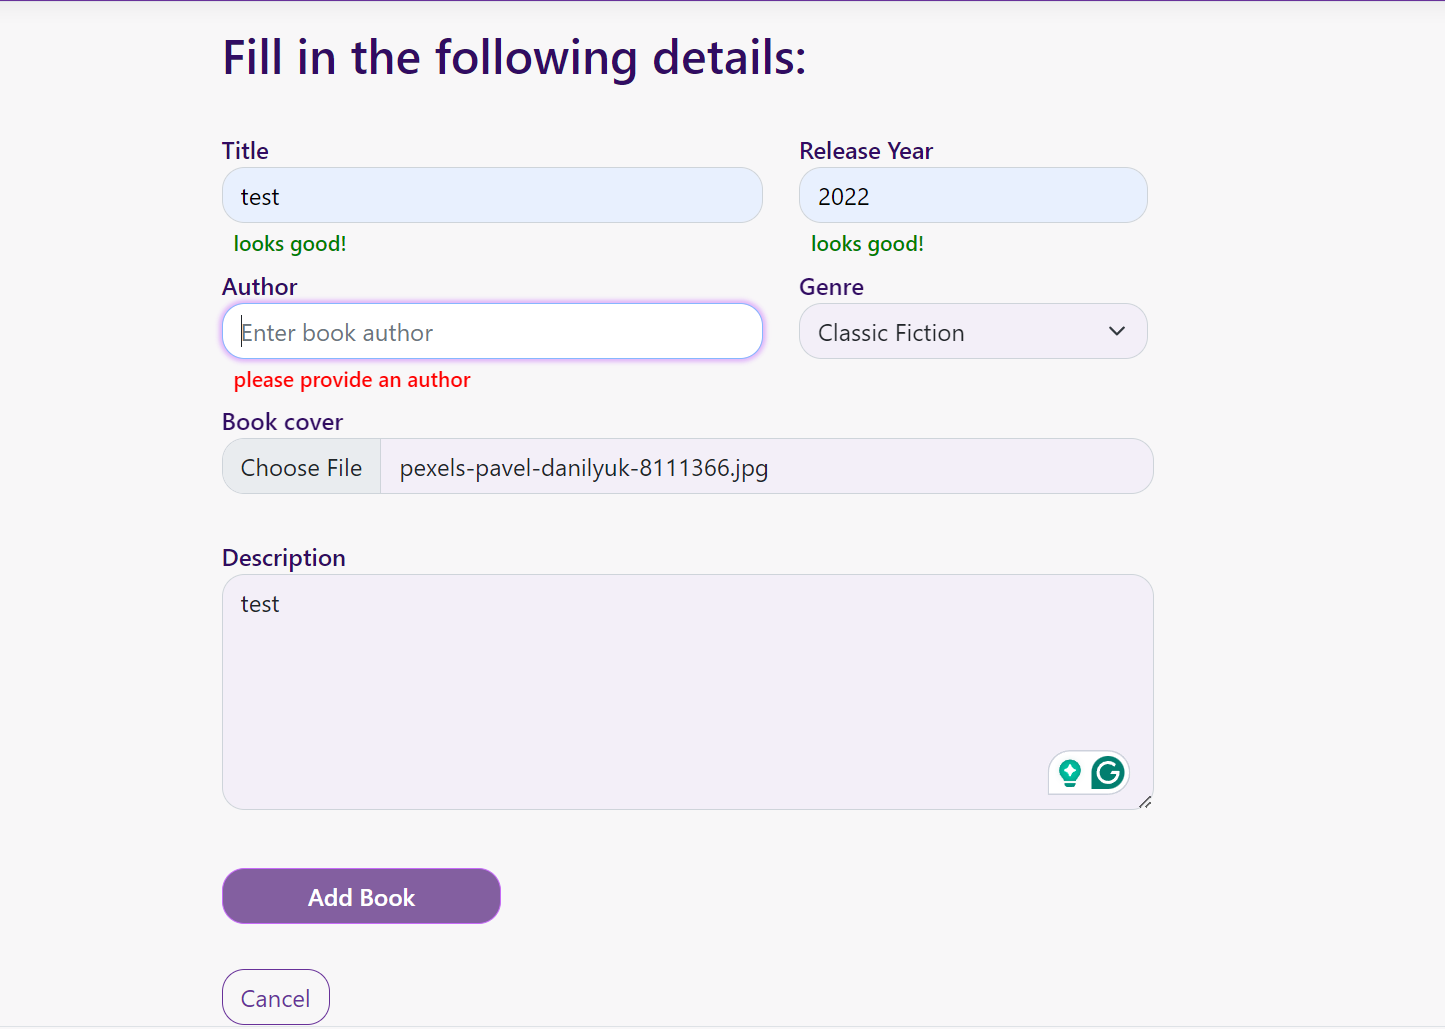 Fill in the following details:
Title
Release Year
test
2022
looks good!
looks good!
Author
Genre
Enter book author
Classic Fiction
please provide an author
Book cover
Choose File
pexels-pavel-danilyuk-8111366.jpg
Description
test
Add Book
Cancel